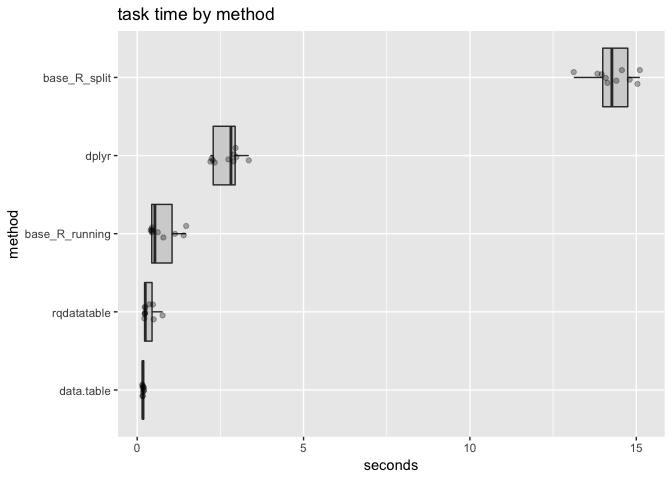 task time by method
method
base_R_split
dplyr
base_R_running
rqdatatable
data.table
0 5 10 15
seconds